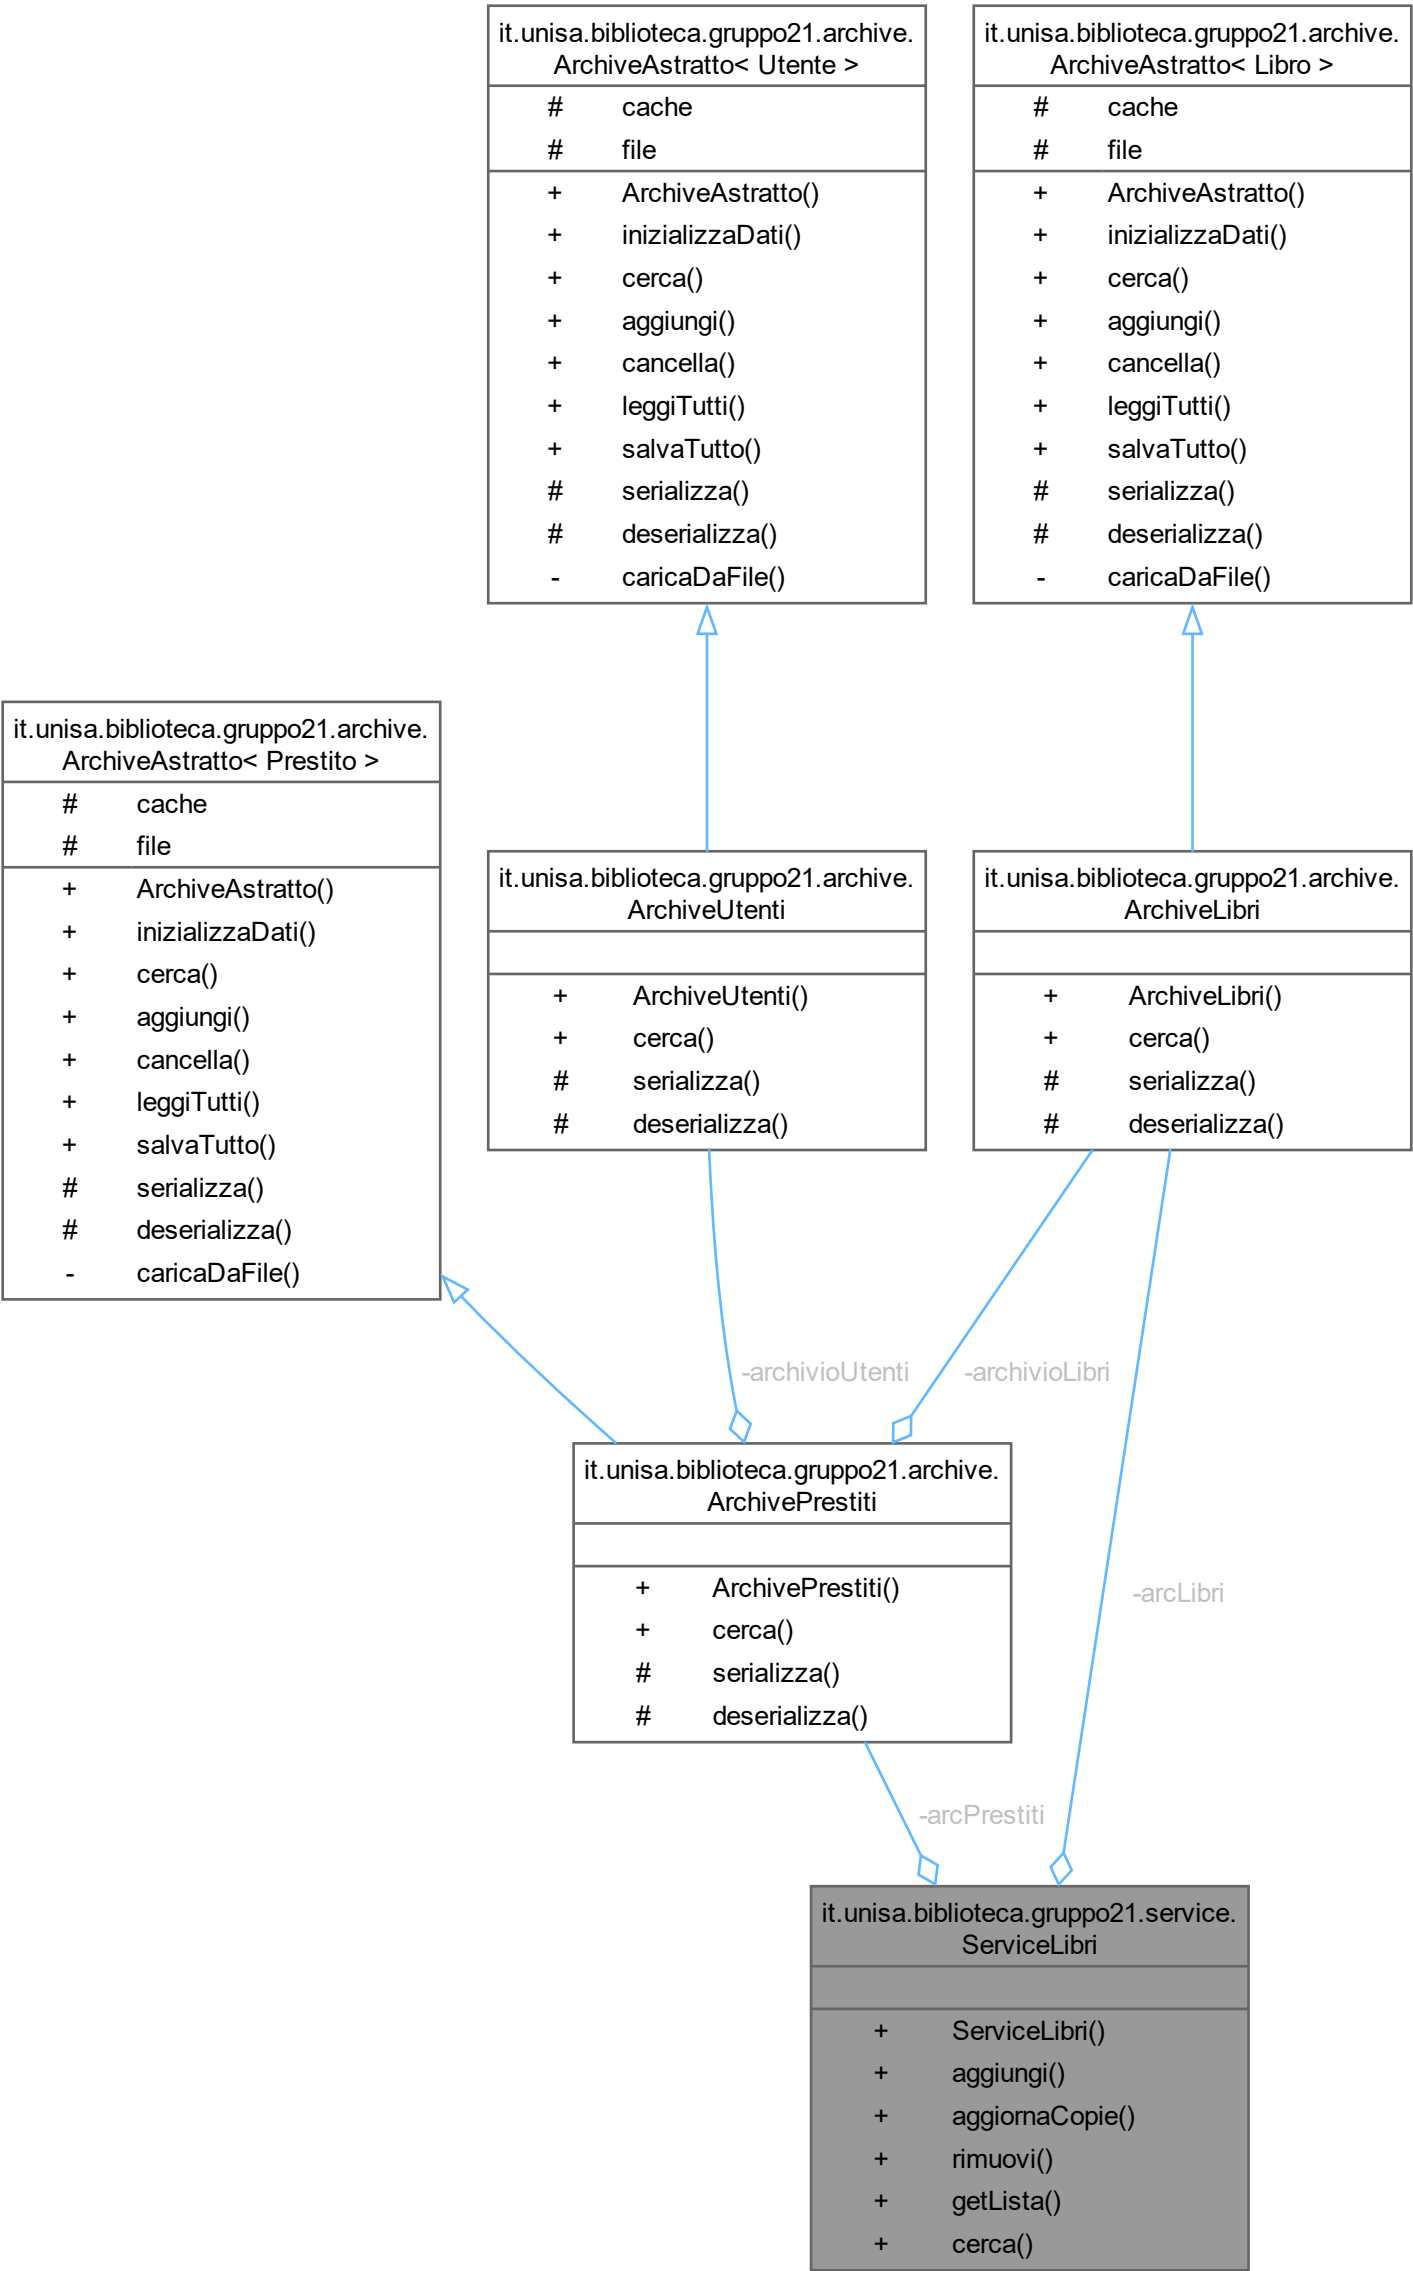 it.unisa.biblioteca.gruppo21.archive.
ArchiveAstratto< Utente >
# cache
# file
+ ArchiveAstratto()
+ inizializzaDati()
+ cerca()
+ aggiungi()
+ cancella()
+ leggiTutti()
+ salvaTutto()
# serializza()
# deserializza()
- caricaDaFile()
it.unisa.biblioteca.gruppo21.archive.
ArchiveAstratto< Libro >
# cache
# file
+ ArchiveAstratto()
+ inizializzaDati()
+ cerca()
+ aggiungi()
+ cancella()
+ leggiTutti()
+ salvaTutto()
# serializza()
# deserializza()
- caricaDaFile()
it.unisa.biblioteca.gruppo21.archive.
ArchiveAstratto< Prestito >
# cache
# file
+ ArchiveAstratto()
+ inizializzaDati()
+ cerca()
+ aggiungi()
+ cancella()
+ leggiTutti()
+ salvaTutto()
# serializza()
# deserializza()
- caricaDaFile()
it.unisa.biblioteca.gruppo21.archive.
ArchiveUtenti
+ ArchiveUtenti()
+ cerca()
# serializza()
# deserializza()
it.unisa.biblioteca.gruppo21.archive.
ArchiveLibri
+ ArchiveLibri()
+ cerca()
# serializza()
# deserializza()
-archivioUtenti
-archivioLibri
it.unisa.biblioteca.gruppo21.archive.
ArchivePrestiti
+ ArchivePrestiti()
+ cerca()
# serializza()
# deserializza()
-arcLibri
-arcPrestiti
it.unisa.biblioteca.gruppo21.service.
ServiceLibri
+ ServiceLibri()
+ aggiungi()
+ aggiornaCopie()
+ rimuovi()
+ getLista()
+ cerca()